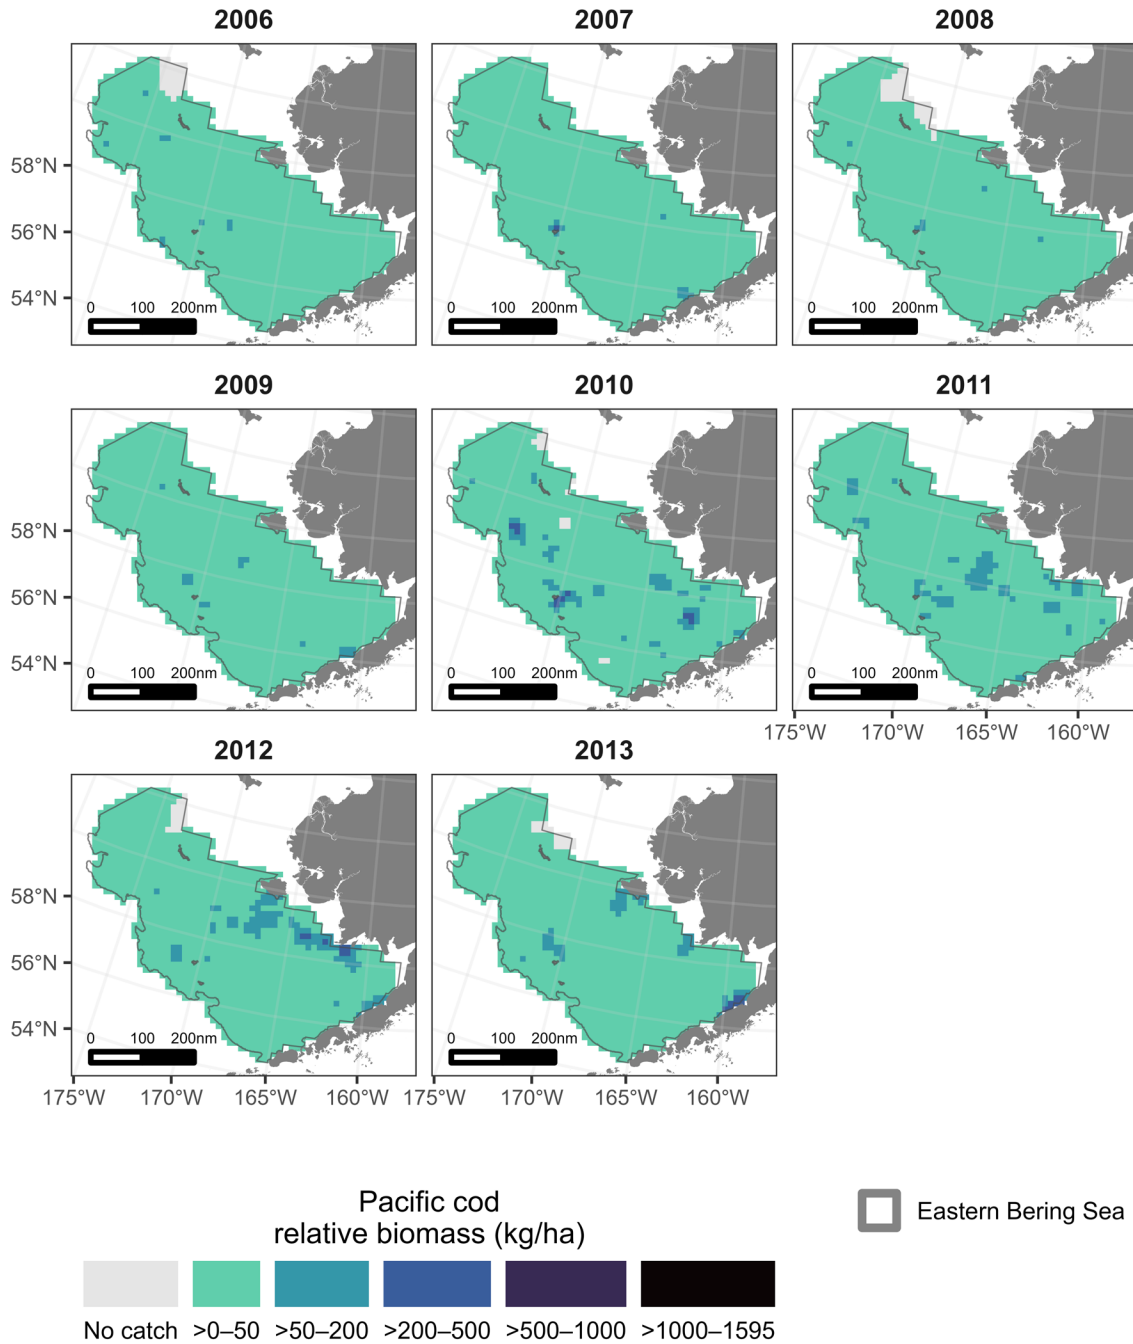 2006 2007 2008
58°N
56°N
54°N
0 100 200nm 0 100 200nm 0 100 200nm
2009 2010 2011
58°N
56°N
54°N
0 100 200nm 0 100 200nm 0 100 200nm
175°W 170°W 165°W 160°W
2012 2013
58°N
56°N
54°N
0 100 200nm 0 100 200nm
175°W 170°W 165°W 160°W 175°W 170°W 165°W 160°W
Pacific cod
relative biomass (kg/ha)
Eastern Bering Sea
No catch >0–50 >50–200 >200–500 >500–1000 >1000–1595